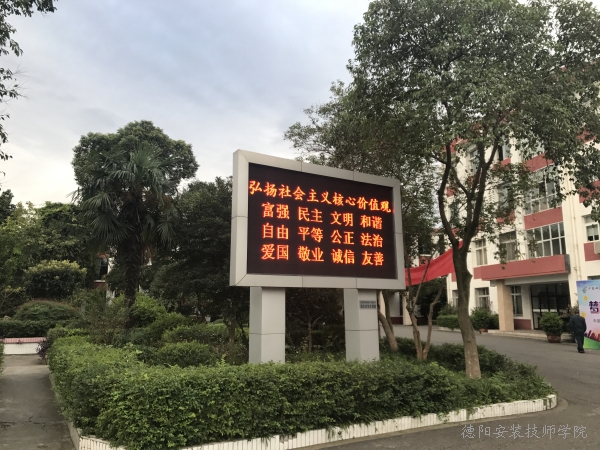 弘扬社会主义核心价值观
富强 民主 文明 和谐
自由 平等 公正 法治
爱国 敬业 诚信 友善
梦
德阳安装技师学院